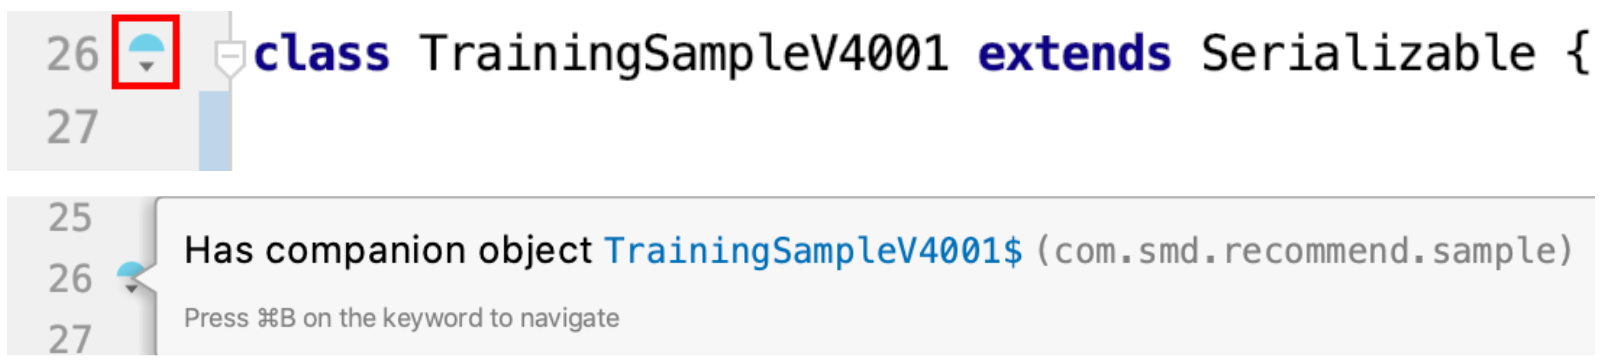 26 class TrainingSampleV4001 extends Serializable {
27
25
Has companion object TrainingSampleV4001$ (com.smd.recommend.sample)
26
Press ⌘B on the keyword to navigate
27